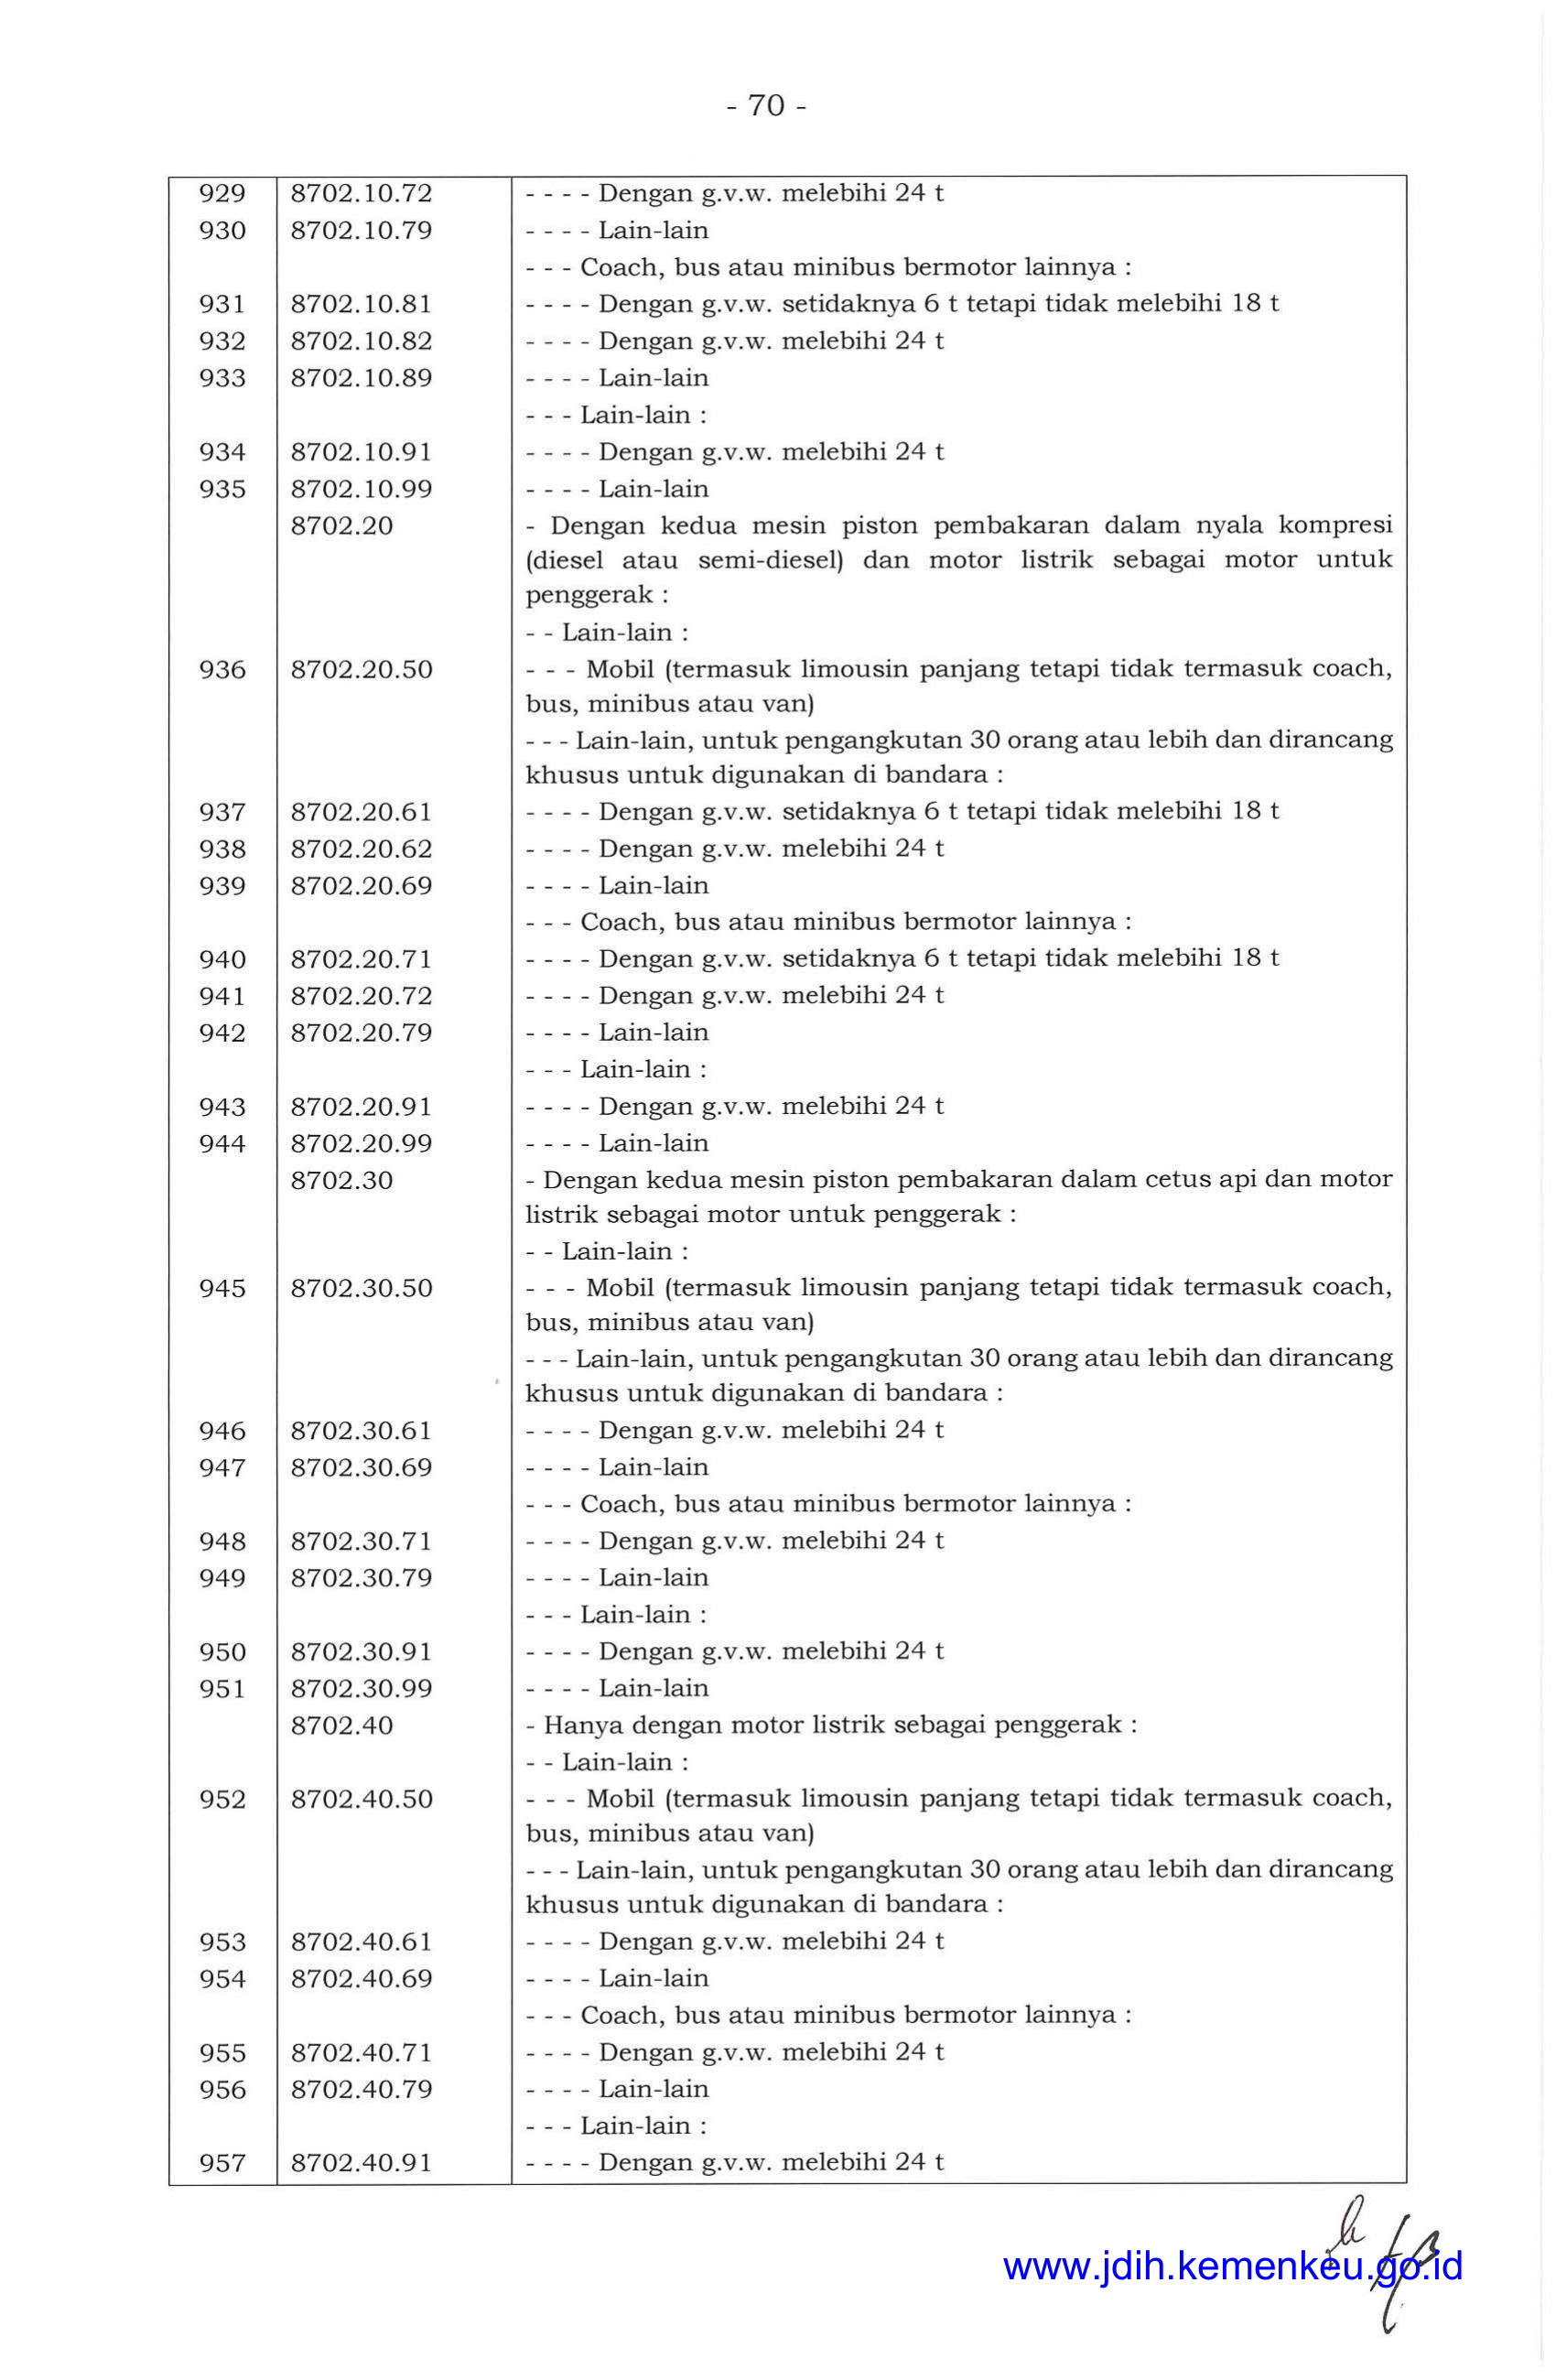 - 70 -
929 8702.10.72 - - - - Dengan g.v.w. melebihi 24 t
930 8702.10.79 - - - - Lain-lain
- - - Coach, bus atau minibus bermotor lainnya :
931 8702.10.81 - - - - Dengan g.v.w. setidaknya 6 t tetapi tidak melebihi 18 t
932 8702.10.82 - - - - Dengan g.v.w. melebihi 24 t
933 8702.10.89 - - - - Lain-lain
- - - Lain-lain :
934 8702.10.91 - - - - Dengan g.v.w. melebihi 24 t
935 8702.10.99 - - - - Lain-lain
8702.20 - Dengan kedua mesin piston pembakaran dalam nyala kompresi
(diesel atau semi-diesel) dan motor listrik sebagai motor untuk
penggerak :
- - Lain-lain :
936 8702.20.50 - - - Mobil (termasuk limousin panjang tetapi tidak termasuk coach,
bus, minibus atau van)
- - - Lain-lain, untuk pengangkutan 30 orang atau lebih dan dirancang
khusus untuk digunakan di bandara :
937 8702.20.61 - - - - Dengan g.v.w. setidaknya 6 t tetapi tidak melebihi 18 t
938 8702.20.62 - - - - Dengan g.v.w. melebihi 24 t
939 8702.20.69 - - - - Lain-lain
- - - Coach, bus atau minibus bermotor lainnya :
940 8702.20.71 - - - - Dengan g.v.w. setidaknya 6 t tetapi tidak melebihi 18 t
941 8702.20.72 - - - - Dengan g.v.w. melebihi 24 t
942 8702.20.79 - - - - Lain-lain
- - - Lain-lain :
943 8702.20.91 - - - - Dengan g.v.w. melebihi 24 t
944 8702.20.99 - - - - Lain-lain
8702.30 - Dengan kedua mesin piston pembakaran dalam cetus api dan motor
listrik sebagai motor untuk penggerak :
- - Lain-lain :
945 8702.30.50 - - - Mobil (termasuk limousin panjang tetapi tidak termasuk coach,
bus, minibus atau van)
- - - Lain-lain, untuk pengangkutan 30 orang atau lebih dan dirancang
khusus untuk digunakan di bandara :
946 8702.30.61 - - - - Dengan g.v.w. melebihi 24 t
947 8702.30.69 - - - - Lain-lain
- - - Coach, bus atau minibus bermotor lainnya :
948 8702.30.71 - - - - Dengan g.v.w. melebihi 24 t
949 8702.30.79 - - - - Lain-lain
- - - Lain-lain :
950 8702.30.91 - - - - Dengan g.v.w. melebihi 24 t
951 8702.30.99 - - - - Lain-lain
8702.40 - Hanya dengan motor listrik sebagai penggerak :
- - Lain-lain :
952 8702.40.50 - - - Mobil (termasuk limousin panjang tetapi tidak termasuk coach,
bus, minibus atau van)
- - - Lain-lain, untuk pengangkutan 30 orang atau lebih dan dirancang
khusus untuk digunakan di bandara :
953 8702.40.61 - - - - Dengan g.v.w. melebihi 24 t
954 8702.40.69 - - - - Lain-lain
- - - Coach, bus atau minibus bermotor lainnya :
955 8702.40.71 - - - - Dengan g.v.w. melebihi 24 t
956 8702.40.79 - - - - Lain-lain
- - - Lain-lain :
957 8702.40.91 - - - - Dengan g.v.w. melebihi 24 t
www.jdih.kemenkeu.go.id